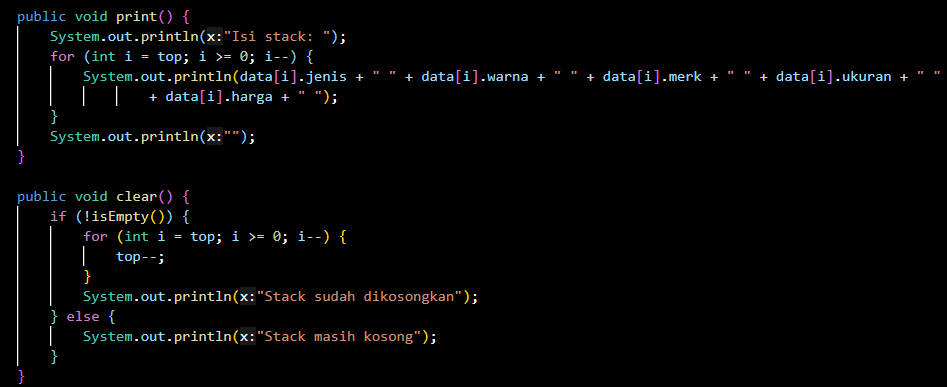 public void print() {
System.out.println(x:"Isi stack: ");
for (int i = top; i >= 0; i--) {
System.out.println(data[i].jenis + " " + data[i].warna + " " + data[i].merk + " " + data[i].ukuran + " "
+ data[i].harga + " ");
}
System.out.println(x:"");
}
public void clear() {
if (!isEmpty()) {
for (int i = top; i >= 0; i--) {
top--;
}
System.out.println(x:"Stack sudah dikosongkan");
} else {
System.out.println(x:"Stack masih kosong");
}
}